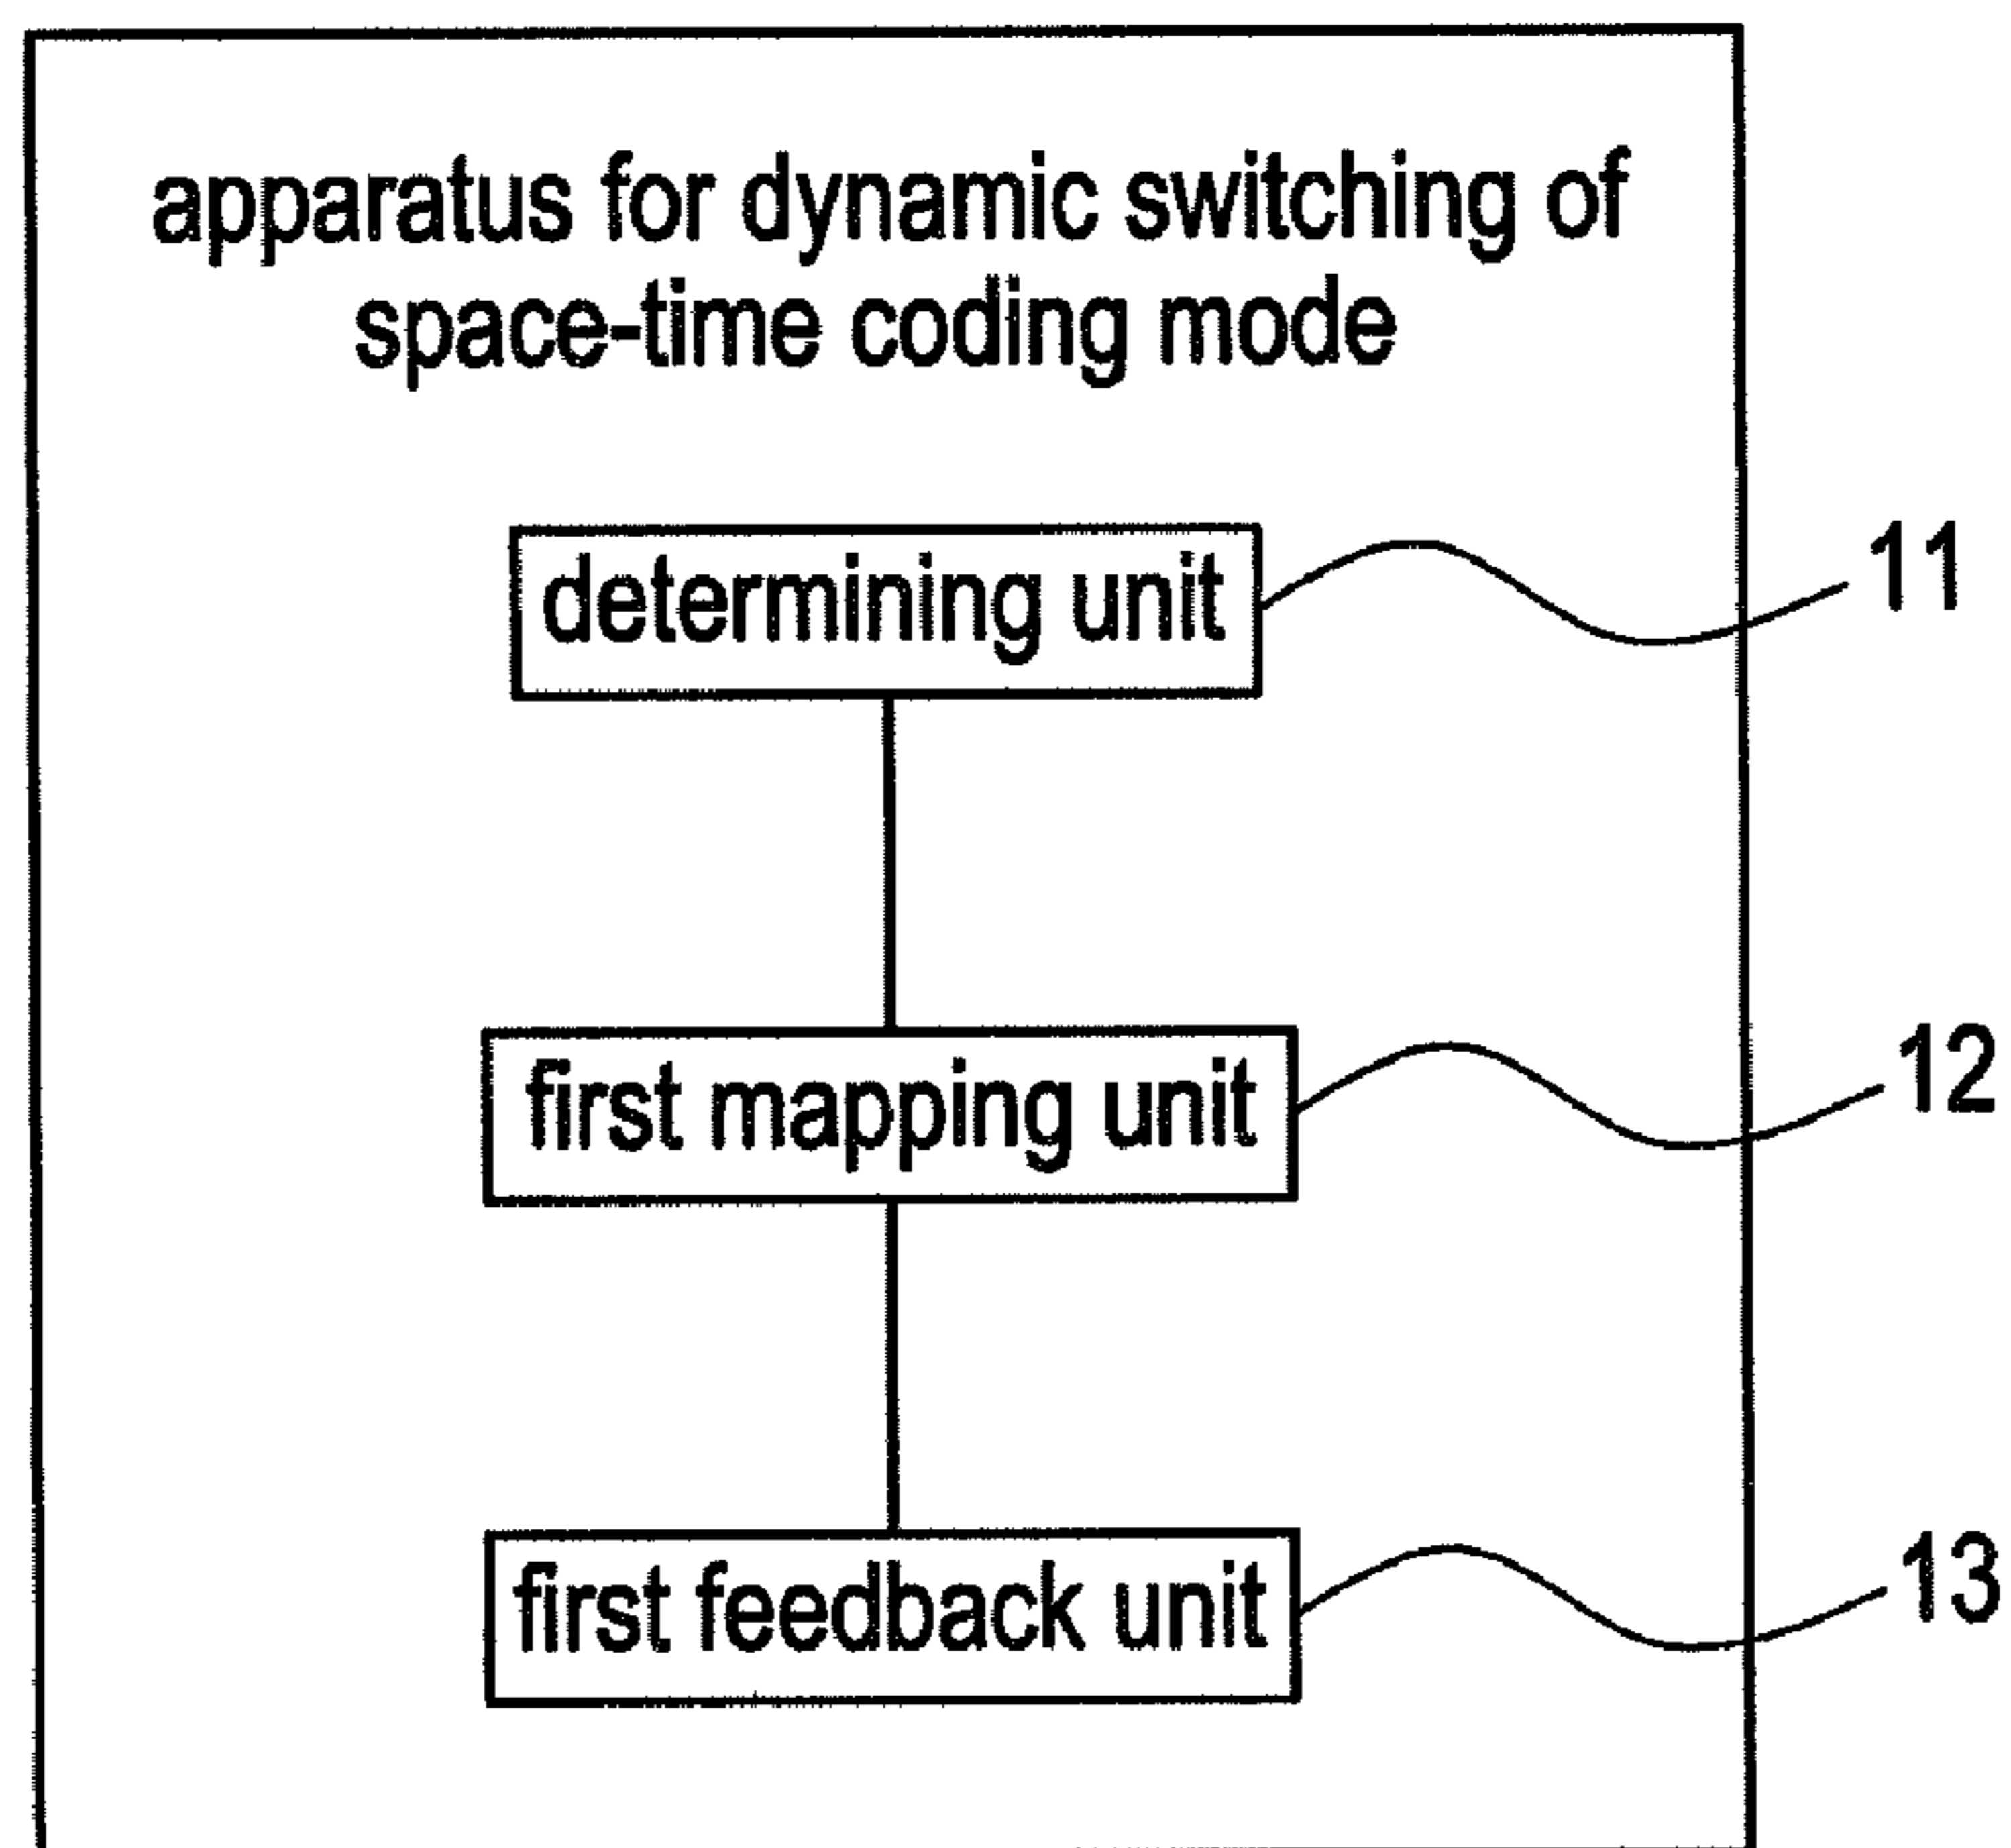 apparatus for dynamic switching of
space-time coding mode
determining unit
11
first mapping unit
12
first feedback unit
13